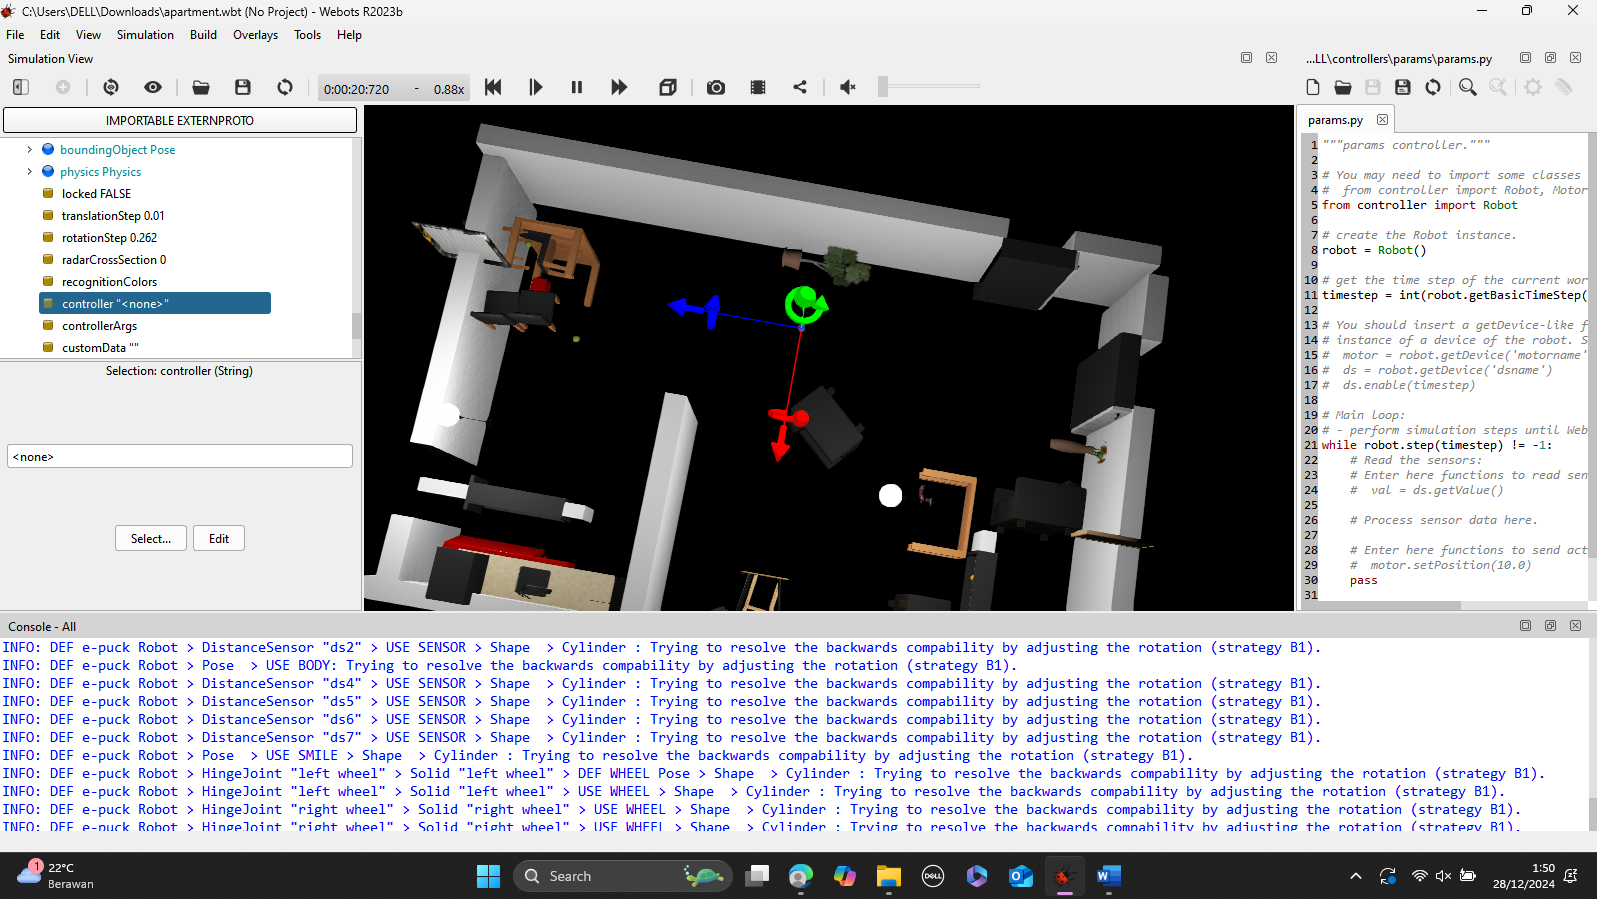 C:\Users\DELL\Downloads\apartment.wbt (No Project) - Webots R2023b
File Edit View Simulation Build Overlays Tools Help
Simulation View
0:00:20:720 - 0.88x
IMPORTABLE EXTERNPROTO
boundingObject Pose
physics Physics
locked FALSE
translationStep 0.01
rotationStep 0.262
radarCrossSection 0
recognitionColors
controller "<none>"
controllerArgs
customData ""
Selection: controller (String)
<none>
Select... Edit
...LL\controllers\params\params.py
params.py
1 """params controller."""
2
3 # You may need to import some classes
4 #  from controller import Robot, Motor
5 from controller import Robot
6
7 # create the Robot instance.
8 robot = Robot()
9
10 # get the time step of the current wor
11 timestep = int(robot.getBasicTimeStep(
12
13 # You should insert a getDevice-like f
14 # instance of a device of the robot. S
15 #  motor = robot.getDevice('motorname'
16 #  ds = robot.getDevice('dsname')
17 #  ds.enable(timestep)
18
19 # Main loop:
20 # - perform simulation steps until Web
21 while robot.step(timestep) != -1:
22     # Read the sensors:
23     # Enter here functions to read sen
24     #  val = ds.getValue()
25
26     # Process sensor data here.
27
28     # Enter here functions to send act
29     #  motor.setPosition(10.0)
30     pass
31
Console - All
INFO: DEF e-puck Robot > DistanceSensor "ds2" > USE SENSOR > Shape  > Cylinder : Trying to resolve the backwards compability by adjusting the rotation (strategy B1).
INFO: DEF e-puck Robot > Pose  > USE BODY: Trying to resolve the backwards compability by adjusting the rotation (strategy B1).
INFO: DEF e-puck Robot > DistanceSensor "ds4" > USE SENSOR > Shape  > Cylinder : Trying to resolve the backwards compability by adjusting the rotation (strategy B1).
INFO: DEF e-puck Robot > DistanceSensor "ds5" > USE SENSOR > Shape  > Cylinder : Trying to resolve the backwards compability by adjusting the rotation (strategy B1).
INFO: DEF e-puck Robot > DistanceSensor "ds6" > USE SENSOR > Shape  > Cylinder : Trying to resolve the backwards compability by adjusting the rotation (strategy B1).
INFO: DEF e-puck Robot > DistanceSensor "ds7" > USE SENSOR > Shape  > Cylinder : Trying to resolve the backwards compability by adjusting the rotation (strategy B1).
INFO: DEF e-puck Robot > Pose  > USE SMILE > Shape  > Cylinder : Trying to resolve the backwards compability by adjusting the rotation (strategy B1).
INFO: DEF e-puck Robot > HingeJoint "left wheel" > Solid "left wheel" > DEF WHEEL Pose > Shape  > Cylinder : Trying to resolve the backwards compability by adjusting the rotation (strategy B1).
INFO: DEF e-puck Robot > HingeJoint "left wheel" > Solid "left wheel" > USE WHEEL > Shape  > Cylinder : Trying to resolve the backwards compability by adjusting the rotation (strategy B1).
INFO: DEF e-puck Robot > HingeJoint "right wheel" > Solid "right wheel" > USE WHEEL > Shape  > Cylinder : Trying to resolve the backwards compability by adjusting the rotation (strategy B1).
INFO: DEF e-puck Robot > HingeJoint "right wheel" > Solid "right wheel" > USE WHEEL > Shape  > Cylinder : Trying to resolve the backwards compability by adjusting the rotation (strategy B1).
1
22°C
Berawan
Search
DELL
1:50
28/12/2024